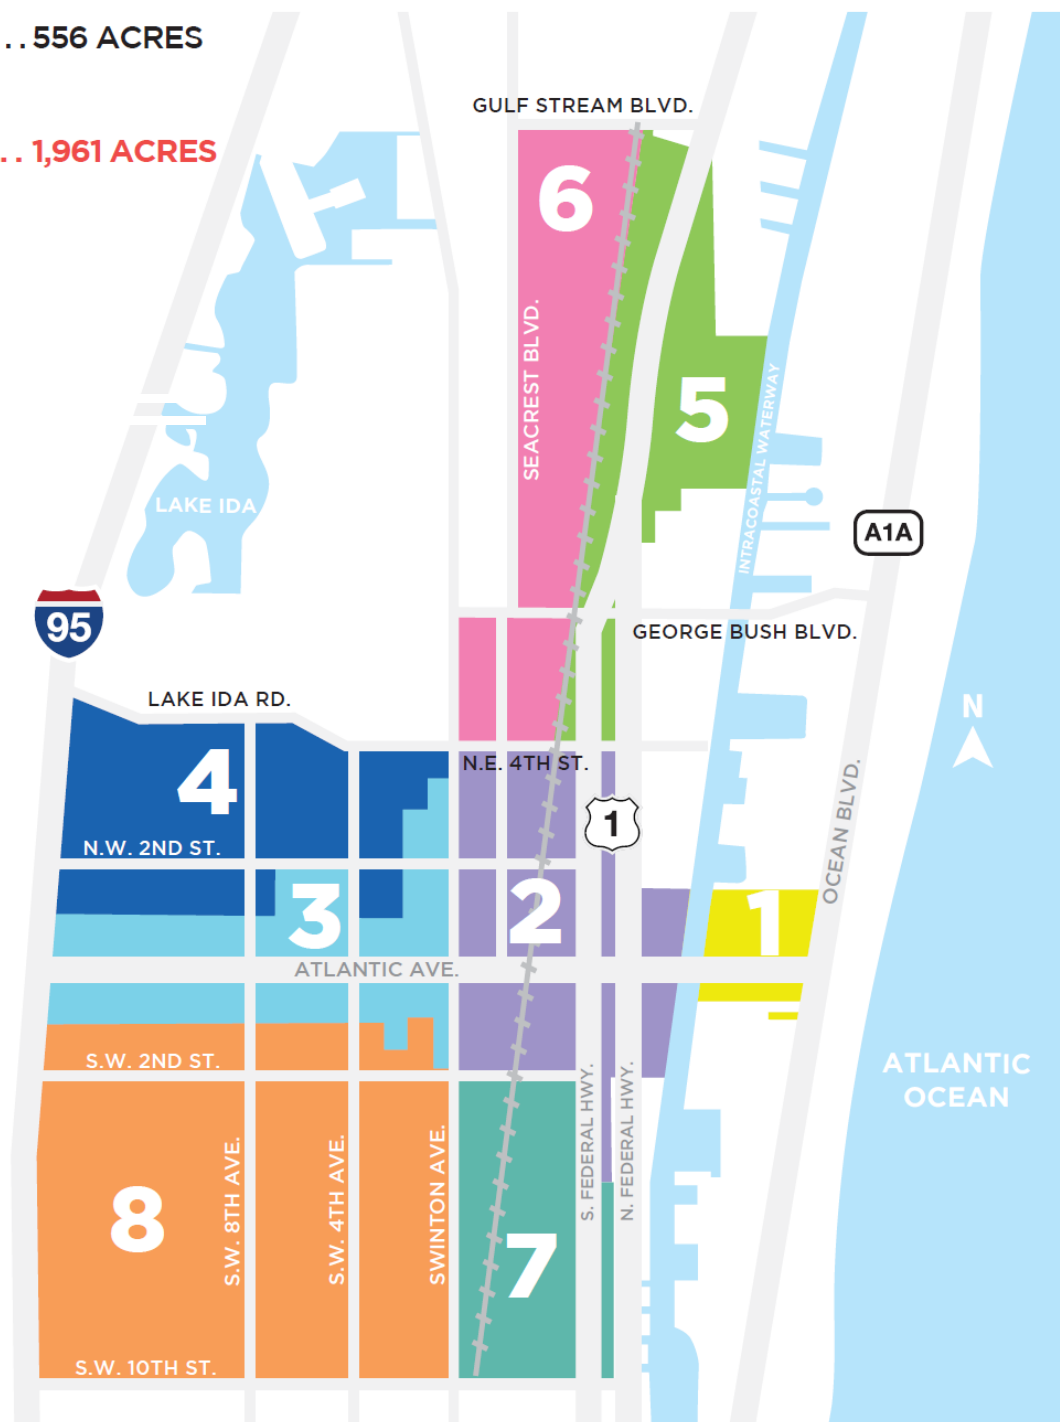 .. 556 ACRES
.. 1,961 ACRES
GULF STREAM BLVD.
6
SEACREST BLVD.
5
INTRACOASTAL WATERWAY
LAKE IDA
A1A
95
GEORGE BUSH BLVD.
LAKE IDA RD.
N
4
N.E. 4TH ST.
1
OCEAN BLVD.
N.W. 2ND ST.
3
2
1
ATLANTIC AVE.
S.W. 2ND ST.
ATLANTIC
OCEAN
S. FEDERAL HWY.
N. FEDERAL HWY.
S.W. 8TH AVE.
S.W. 4TH AVE.
SWINTON AVE.
8
7
S.W. 10TH ST.